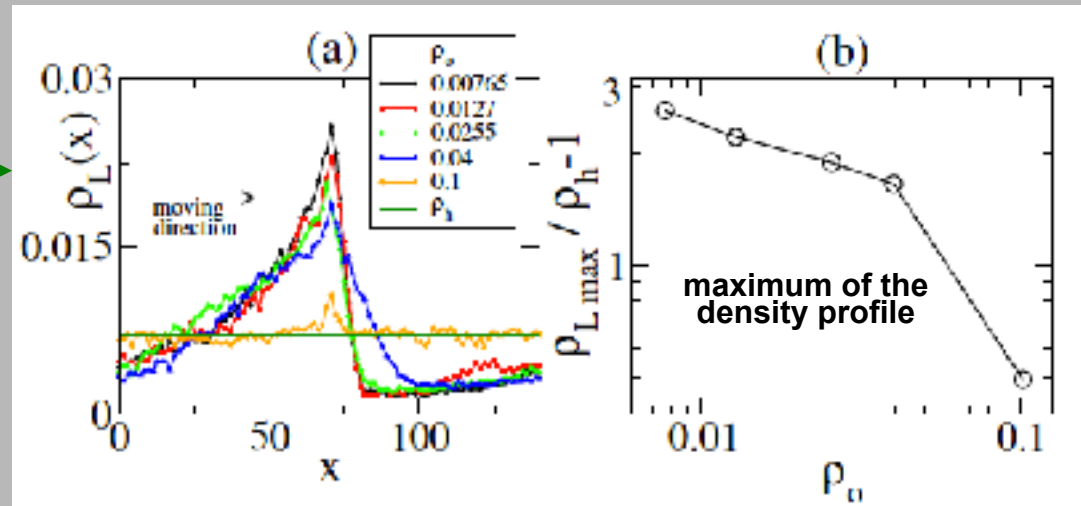 (a)
ρₒ
0.00765
0.0127
0.0255
0.04
0.1
ρₕ
0.03
0.015
0
ρL(x)
moving
direction
>
0
50
100
x
(b)
3
1
ρL max / ρh-1
maximum of the
density profile
0.01
0.1
ρₒ